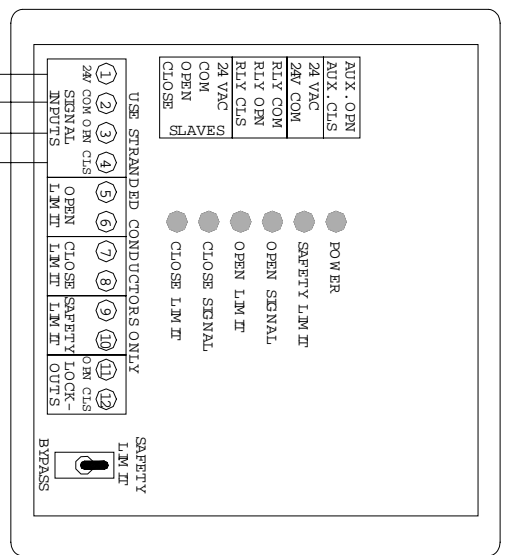 AUX.OPN
AUX.CLS
24 VAC
24V COM
RLY COM
RLY OPN
RLY CLS
24 VAC
COM
OPEN
CLOSE
SLAVES
POWER
SAFETY LIMIT
OPEN SIGNAL
OPEN LIMIT
CLOSE SIGNAL
CLOSE LIMIT
USE STRANDED CONDUCTORS ONLY
1 2 3 4 5 6 7 8 9 10 11 12
24V COM OPN CLS
SIGNAL
INPUTS
OPEN
LIMIT
CLOSE
LIMIT
SAFETY
LIMIT
OPN CLS
LOCK-
OUTS
SAFETY
LIMIT
BYPASS